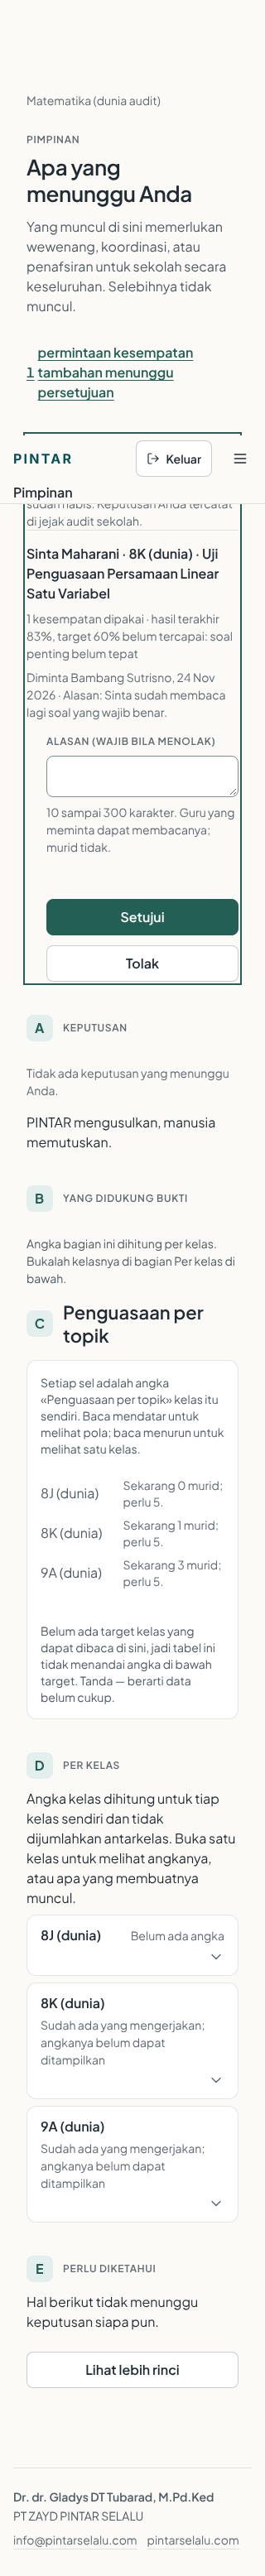 Matematika (dunia audit)
PIMPINAN
Apa yang
menunggu Anda
Yang muncul di sini memerlukan
wewenang, koordinasi, atau
penafsiran untuk sekolah secara
keseluruhan. Selebihnya tidak
muncul.
permintaan kesempatan
1 tambahan menunggu
persetujuan
PINTAR
Keluar
Pimpinan
sudah habis. Keputusan Anda tercatat
di jejak audit sekolah.
Sinta Maharani · 8K (dunia) · Uji
Penguasaan Persamaan Linear
Satu Variabel
1 kesempatan dipakai · hasil terakhir
83%, target 60% belum tercapai: soal
penting belum tepat
Diminta Bambang Sutrisno, 24 Nov
2026 · Alasan: Sinta sudah membaca
lagi soal yang wajib benar.
ALASAN (WAJIB BILA MENOLAK)
10 sampai 300 karakter. Guru yang
meminta dapat membacanya;
murid tidak.
Setujui
Tolak
A KEPUTUSAN
Tidak ada keputusan yang menunggu
Anda.
PINTAR mengusulkan, manusia
memutuskan.
B YANG DIDUKUNG BUKTI
Angka bagian ini dihitung per kelas.
Bukalah kelasnya di bagian Per kelas di
bawah.
C Penguasaan per
topik
Setiap sel adalah angka
«Penguasaan per topik» kelas itu
sendiri. Baca mendatar untuk
melihat pola; baca menurun untuk
melihat satu kelas.
8J (dunia) Sekarang 0 murid;
perlu 5.
8K (dunia) Sekarang 1 murid;
perlu 5.
9A (dunia) Sekarang 3 murid;
perlu 5.
Belum ada target kelas yang
dapat dibaca di sini, jadi tabel ini
tidak menandai angka di bawah
target. Tanda — berarti data
belum cukup.
D PER KELAS
Angka kelas dihitung untuk tiap
kelas sendiri dan tidak
dijumlahkan antarkelas. Buka satu
kelas untuk melihat angkanya,
atau apa yang membuatnya
muncul.
8J (dunia) Belum ada angka
8K (dunia)
Sudah ada yang mengerjakan;
angkanya belum dapat
ditampilkan
9A (dunia)
Sudah ada yang mengerjakan;
angkanya belum dapat
ditampilkan
E PERLU DIKETAHUI
Hal berikut tidak menunggu
keputusan siapa pun.
Lihat lebih rinci
Dr. dr. Gladys DT Tubarad, M.Pd.Ked
PT ZAYD PINTAR SELALU
info@pintarselalu.com pintarselalu.com